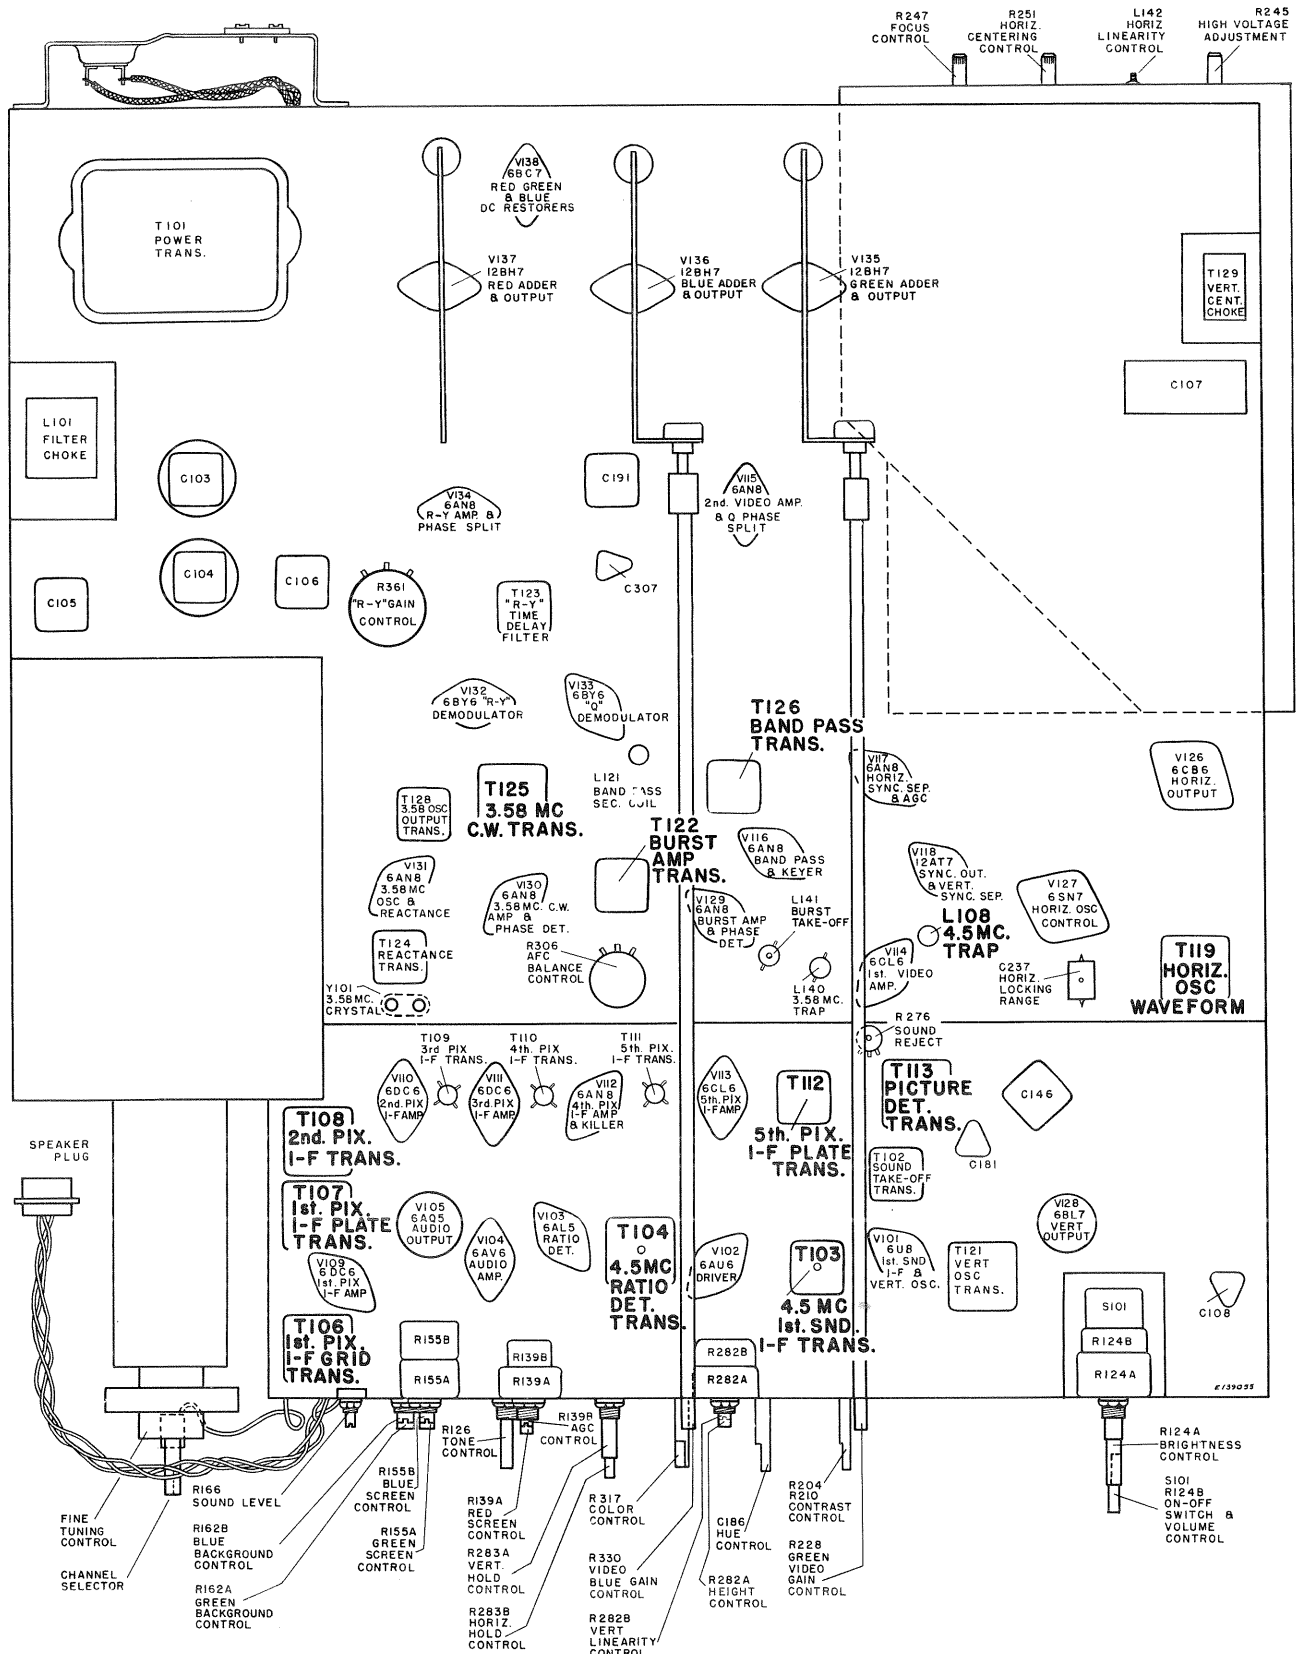 R247
FOCUS
CONTROL
R251
HORIZ.
CENTERING
CONTROL
L142
HORIZ
LINEARITY
CONTROL
R245
HIGH VOLTAGE
ADJUSTMENT
V138
6BC7
RED GREEN
& BLUE
DC RESTORERS
T101
POWER
TRANS.
V137
12BH7
RED ADDER
& OUTPUT
V136
12BH7
BLUE ADDER
& OUTPUT
V135
12BH7
GREEN ADDER
& OUTPUT
T129
VERT.
CENT.
CHOKE
C107
L101
FILTER
CHOKE
C103
V134
6AN8
R-Y AMP. &
PHASE SPLIT
C191
V115
6AN8
2nd. VIDEO AMP.
& Q PHASE
SPLIT
C104
C106
C105
R361
"R-Y" GAIN
CONTROL
T123
"R-Y"
TIME
DELAY
FILTER
C307
V132
6BY6 "R-Y"
DEMODULATOR
V133
6BY6
"Q"
DEMODULATOR
T126
BAND PASS
TRANS.
V117
6AN8
HORIZ.
SYNC. SEP.
& AGC
V126
6CB6
HORIZ.
OUTPUT
T128
3.58 OSC
OUTPUT
TRANS.
T125
3.58 MC
C.W. TRANS.
L121
BAND PASS
SEC. COIL
T122
BURST
AMP
TRANS.
V116
6AN8
BAND PASS
& KEYER
V118
12AT7
SYNC. OUT.
& VERT.
SYNC. SEP.
V127
6SN7
HORIZ. OSC
CONTROL
V131
6AN8
3.58 MC
OSC &
REACTANCE
V130
6AN8
3.58 MC. C.W.
AMP &
PHASE DET.
V129
6AN8
BURST AMP
& PHASE
DET.
L141
BURST
TAKE-OFF
L108
4.5 MC.
TRAP
T124
REACTANCE
TRANS.
R306
AFC
BALANCE
CONTROL
L140
3.58 MC.
TRAP
V114
6CL6
1st. VIDEO
AMP.
C237
HORIZ.
LOCKING
RANGE
T119
HORIZ.
OSC
WAVEFORM
Y101
3.58 MC.
CRYSTAL
R276
SOUND
REJECT
T109
3rd PIX
I-F TRANS.
T110
4th. PIX
I-F TRANS.
T111
5th. PIX
I-F TRANS.
V110
6DC6
2nd. PIX
I-F AMP
V111
6DC6
3rd. PIX
I-F AMP.
V112
6AN8
4th. PIX
I-F AMP
& KILLER
V113
6CL6
5th. PIX
I-F AMP
T112
5th. PIX.
I-F PLATE
TRANS.
T113
PICTURE
DET.
TRANS.
C146
T108
2nd. PIX.
I-F TRANS.
C181
T102
SOUND
TAKE-OFF
TRANS.
SPEAKER
PLUG
T107
1st. PIX.
I-F PLATE
TRANS.
V105
6AQ5
AUDIO
OUTPUT
V104
6AV6
AUDIO
AMP.
V103
6AL5
RATIO
DET.
T104
4.5MC
RATIO
DET.
TRANS.
V102
6AU6
DRIVER
T103
4.5 MC
1st. SND.
I-F TRANS.
V101
6U8
1st. SND
I-F &
VERT. OSC.
T121
VERT
OSC
TRANS.
V128
6BL7
VERT
OUTPUT
V109
6DC6
1st. PIX
I-F AMP
T106
1st. PIX.
I-F GRID
TRANS.
R155B
R155A
R139B
R139A
R282B
R282A
S101
R124B
R124A
C108
E139055
R126
TONE
CONTROL
R139B
AGC
CONTROL
R124A
BRIGHTNESS
CONTROL
S101
R124B
ON-OFF
SWITCH &
VOLUME
CONTROL
R166
SOUND LEVEL
R155B
BLUE
SCREEN
CONTROL
R139A
RED
SCREEN
CONTROL
R317
COLOR
CONTROL
C186
HUE
CONTROL
R204
R210
CONTRAST
CONTROL
FINE
TUNING
CONTROL
R162B
BLUE
BACKGROUND
CONTROL
R155A
GREEN
SCREEN
CONTROL
R283A
VERT.
HOLD
CONTROL
R330
VIDEO
BLUE GAIN
CONTROL
R282A
HEIGHT
CONTROL
R228
GREEN
VIDEO
GAIN
CONTROL
CHANNEL
SELECTOR
R162A
GREEN
BACKGROUND
CONTROL
R283B
HORIZ.
HOLD
CONTROL
R282B
VERT
LINEARITY
CONTROL